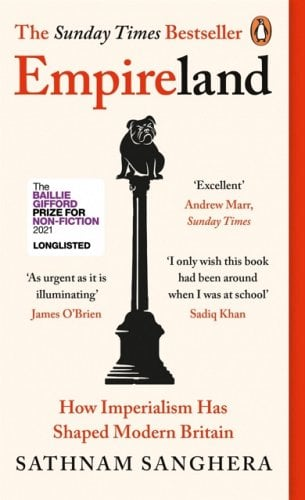 The Sunday Times Bestseller
Empireland
The
BAILLIE
GIFFORD
PRIZE FOR
NON-FICTION
2021
LONGLISTED
‘Excellent’
Andrew Marr,
Sunday Times
‘As urgent as it is
illuminating’
James O’Brien
‘I only wish this book
had been around
when I was at school’
Sadiq Khan
How Imperialism Has
Shaped Modern Britain
SATHNAM SANGHERA